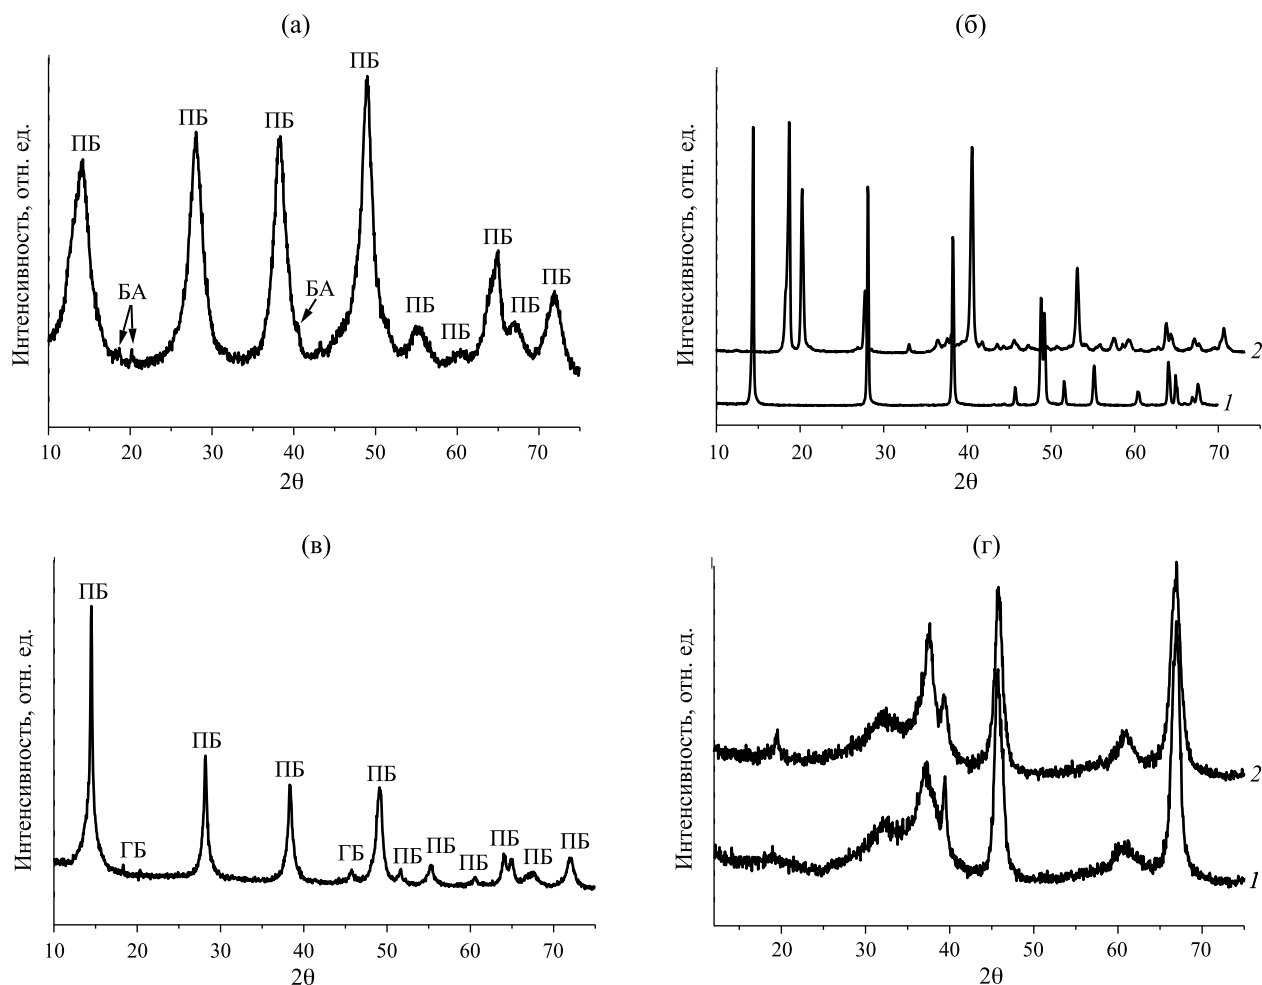 (а)
Интенсивность, отн. ед.
ПБ
БА
ПБ
ПБ
БА
ПБ
ПБ
ПБ
ПБ
ПБ
ПБ
10 20 30 40 50 60 70
2θ
(б)
Интенсивность, отн. ед.
2
1
10 20 30 40 50 60 70
2θ
(в)
Интенсивность, отн. ед.
ПБ
ГБ
ПБ
ПБ
ГБ
ПБ
ПБ
ПБ
ПБ
ПБ
ПБ
ПБ
10 20 30 40 50 60 70
2θ
(г)
Интенсивность, отн. ед.
2
1
20 30 40 50 60 70
2θ